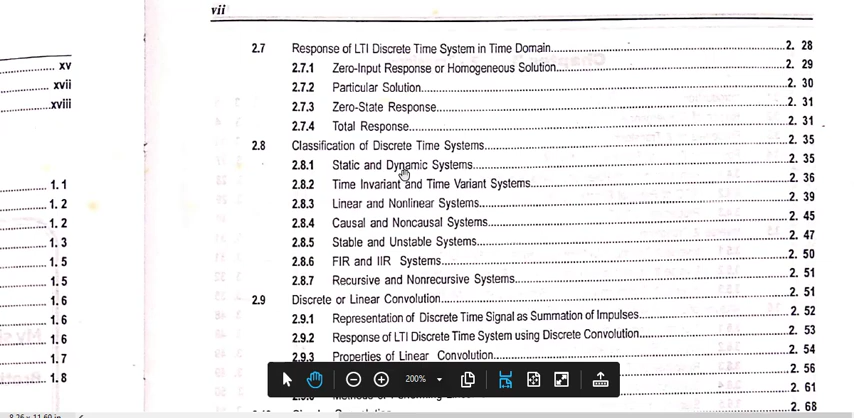 vii
xv
xvii
xviii
1. 1
1. 2
1. 2
1. 3
1. 5
1. 5
1. 6
1. 6
1. 6
1. 7
1. 8
2.7 Response of LTI Discrete Time System in Time Domain 2. 28
2.7.1 Zero-Input Response or Homogeneous Solution 2. 29
2.7.2 Particular Solution 2. 30
2.7.3 Zero-State Response 2. 31
2.7.4 Total Response 2. 31
2.8 Classification of Discrete Time Systems 2. 35
2.8.1 Static and Dynamic Systems 2. 35
2.8.2 Time Invariant and Time Variant Systems 2. 36
2.8.3 Linear and Nonlinear Systems 2. 39
2.8.4 Causal and Noncausal Systems 2. 45
2.8.5 Stable and Unstable Systems 2. 47
2.8.6 FIR and IIR Systems 2. 50
2.8.7 Recursive and Nonrecursive Systems 2. 51
2.9 Discrete or Linear Convolution 2. 51
2.9.1 Representation of Discrete Time Signal as Summation of Impulses 2. 52
2.9.2 Response of LTI Discrete Time System using Discrete Convolution 2. 53
2.9.3 Properties of Linear Convolution 2. 54
2. 56
2. 61
2. 68
200%
8.26 x 11.69 in